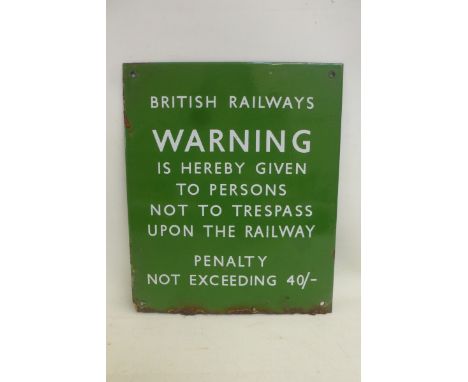 BRITISH RAILWAYS
WARNING
IS HEREBY GIVEN
TO PERSONS
NOT TO TRESPASS
UPON THE RAILWAY
PENALTY
NOT EXCEEDING 40/-